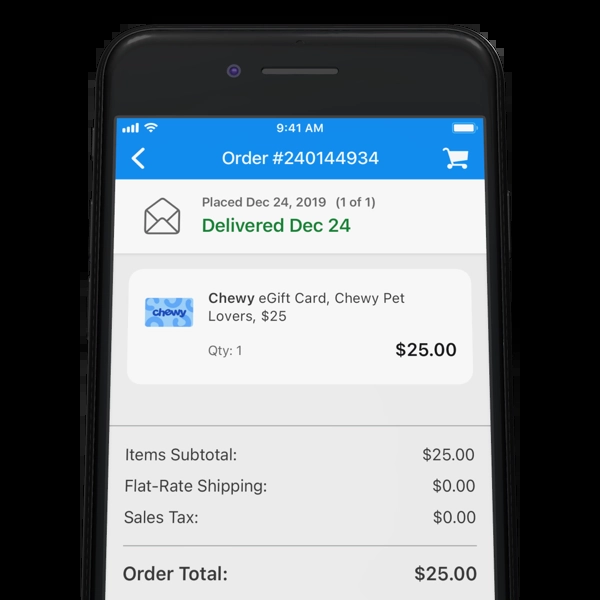 9:41 AM
Order #240144934
Placed Dec 24, 2019 (1 of 1)
Delivered Dec 24
chewy
Chewy eGift Card, Chewy Pet
Lovers, $25
Qty: 1 $25.00
Items Subtotal: $25.00
Flat-Rate Shipping: $0.00
Sales Tax: $0.00
Order Total: $25.00